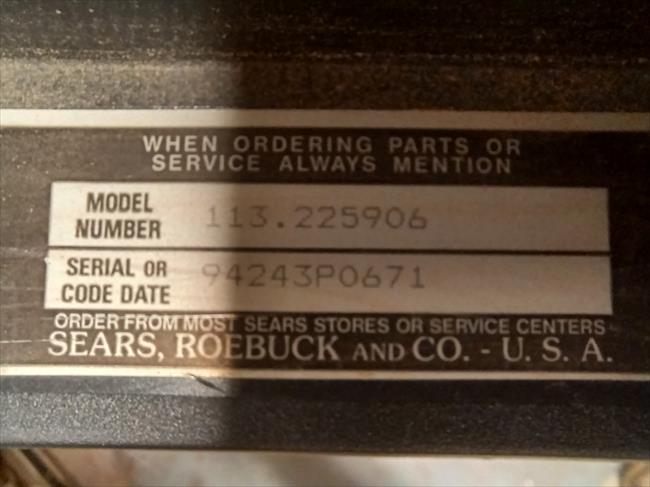 WHEN ORDERING PARTS OR
SERVICE ALWAYS MENTION
MODEL
NUMBER
113.225906
SERIAL OR
CODE DATE
94243P0671
ORDER FROM MOST SEARS STORES OR SERVICE CENTERS
SEARS, ROEBUCK AND CO. - U. S. A.